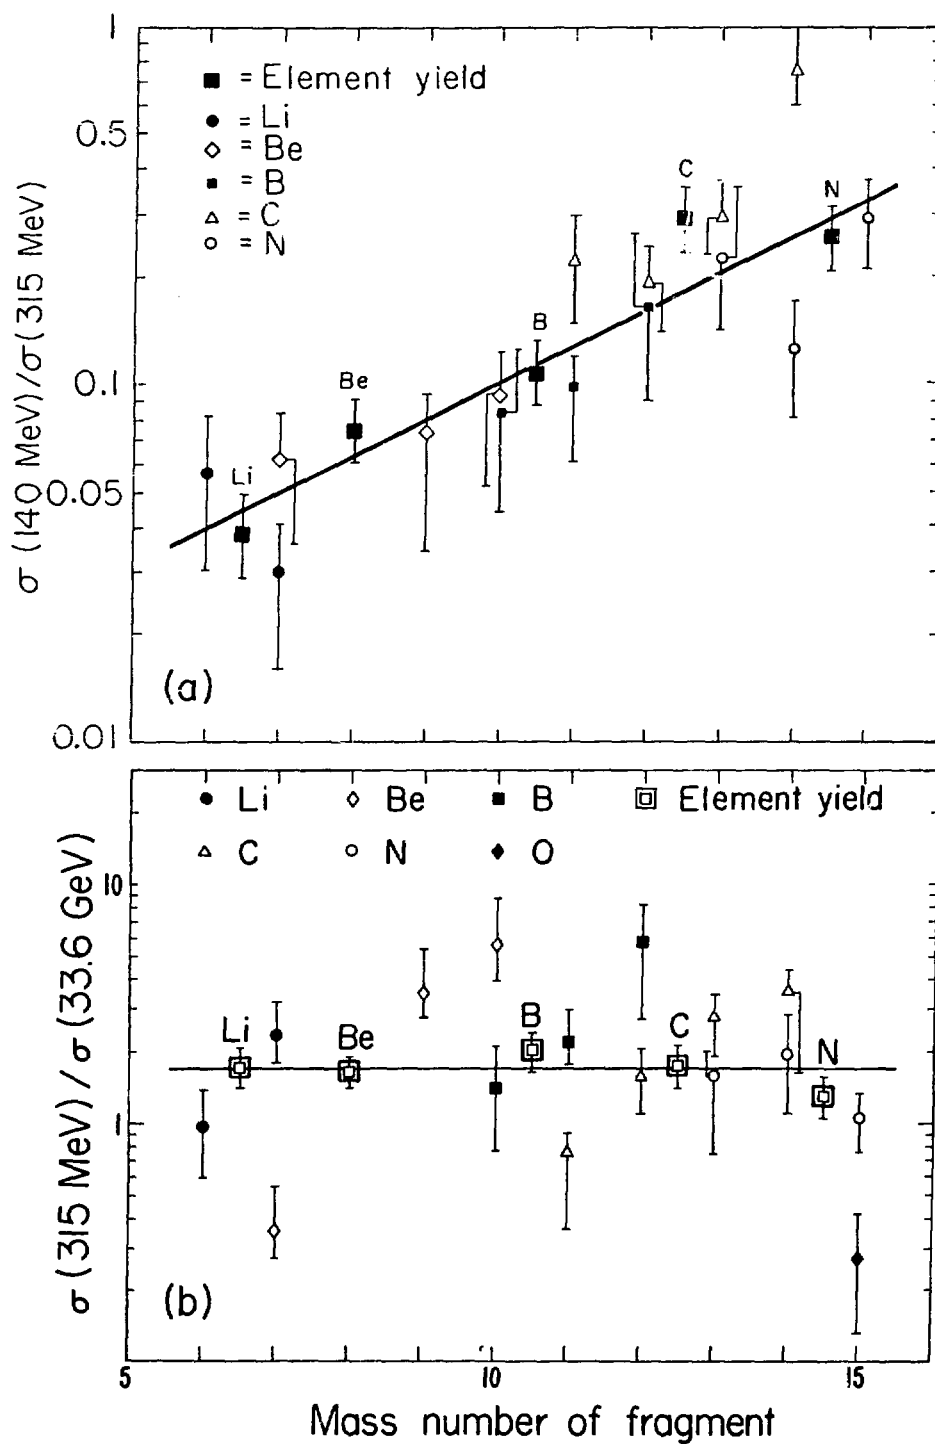 1
■ = Element yield
● = Li
◇ = Be
■ = B
△ = C
○ = N
0.5
0.1
0.05
0.01
σ (140 MeV)/σ(315 MeV)
Li
Be
B
C
N
(a)
● Li ◇ Be ■ B Element yield
△ C ○ N ◆ O
10
1
σ (315 MeV) / σ (33.6 GeV)
Li
Be
B
C
N
(b)
5 10 15
Mass number of fragment